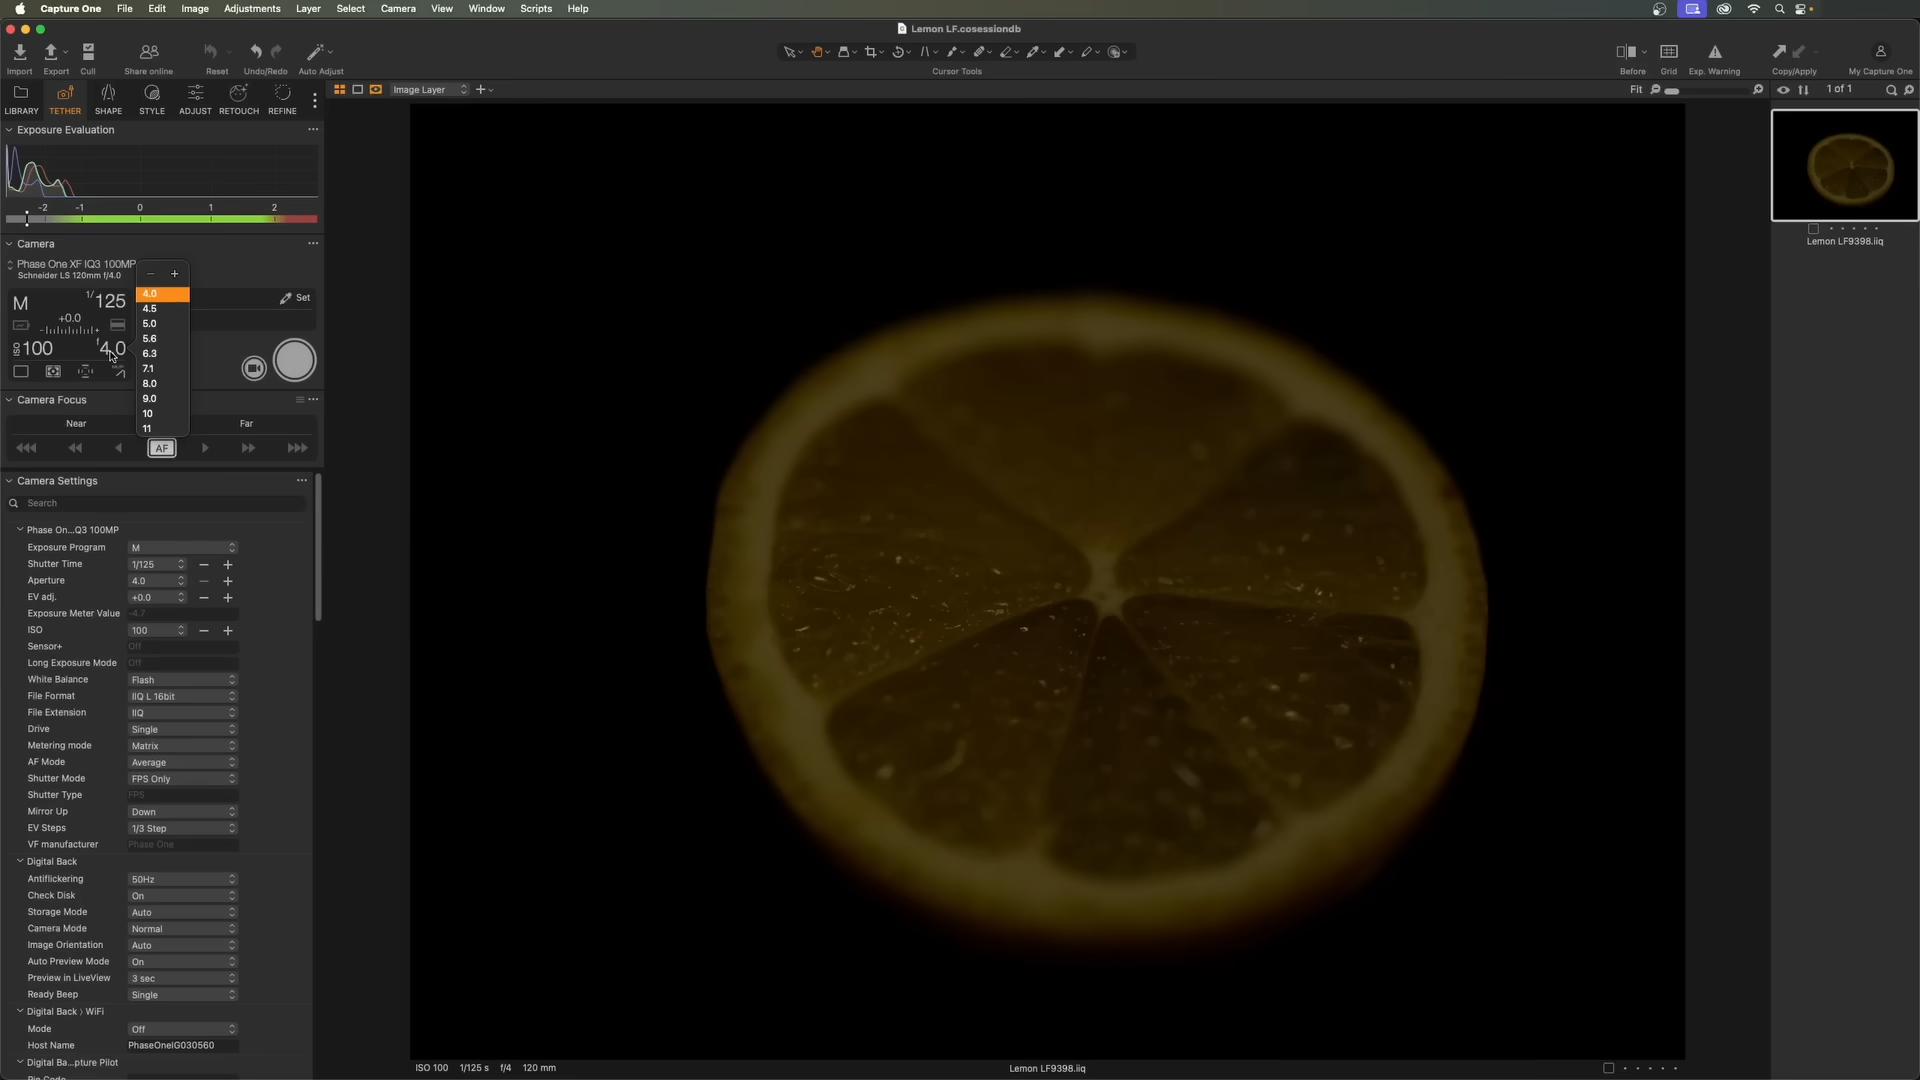 Capture One File Edit Image Adjustments Layer Select Camera View Window Scripts Help
Lemon LF.cosessiondb
Import Export Cull Share online Reset Undo/Redo Auto Adjust Cursor Tools Before Grid Exp. Warning Copy/Apply My Capture One
LIBRARY TETHER SHAPE STYLE ADJUST RETOUCH REFINE
Image Layer
Fit
1 of 1
Exposure Evaluation
-2 -1 0 1 2
Camera
Phase One XF IQ3 100MP
Schneider LS 120mm f/4.0
M 1/125
+0.0
ISO 100 f4.0
Set
4.0
4.5
5.0
5.6
6.3
7.1
8.0
9.0
10
11
Camera Focus
Near Far
AF
Camera Settings
Search
Phase On...Q3 100MP
Exposure Program M
Shutter Time 1/125
Aperture 4.0
EV adj. +0.0
Exposure Meter Value -4.7
ISO 100
Sensor+ Off
Long Exposure Mode Off
White Balance Flash
File Format IIQ L 16bit
File Extension IIQ
Drive Single
Metering mode Matrix
AF Mode Average
Shutter Mode FPS Only
Shutter Type FPS
Mirror Up Down
EV Steps 1/3 Step
VF manufacturer Phase One
Digital Back
Antiflickering 50Hz
Check Disk On
Storage Mode Auto
Camera Mode Normal
Image Orientation Auto
Auto Preview Mode On
Preview in LiveView 3 sec
Ready Beep Single
Digital Back > WiFi
Mode Off
Host Name PhaseOneIG030560
Digital Ba...pture Pilot
Lemon LF9398.iiq
ISO 100 1/125 s f/4 120 mm
Lemon LF9398.iiq